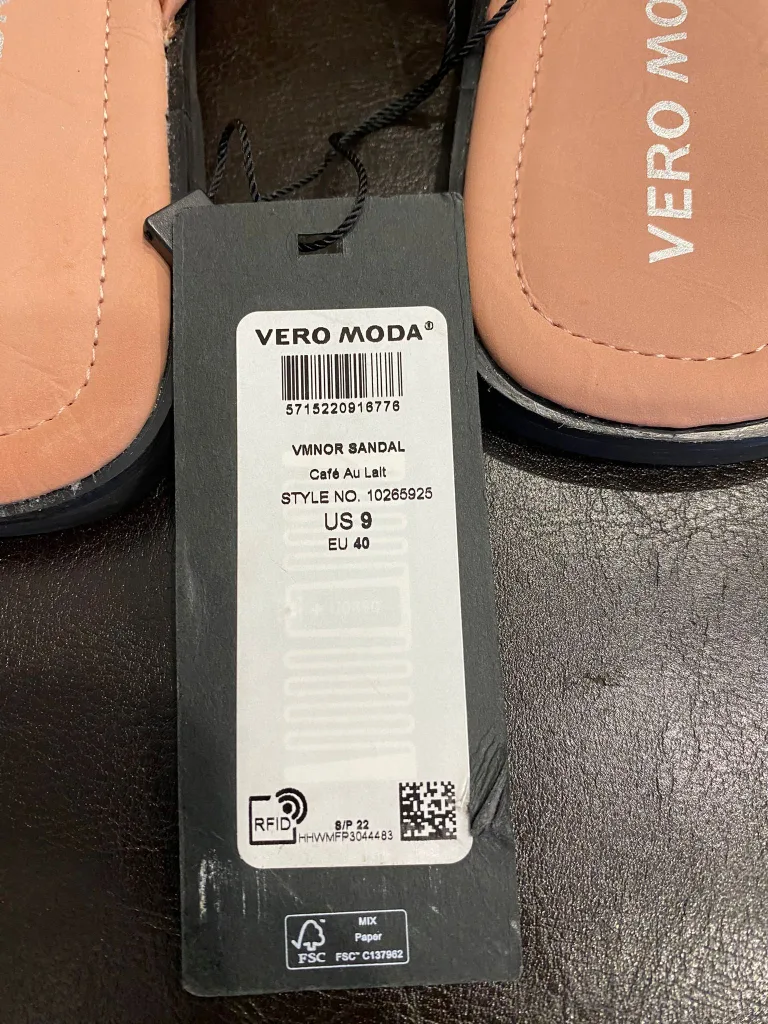 VERO MO
VERO MODA®
5715220916776
VMNOR SANDAL
Café Au Lait
STYLE NO. 10265925
US 9
EU 40
RFID
S/P 22
HHWMFP3044483
MIX
Paper
FSC
FSC™ C137962